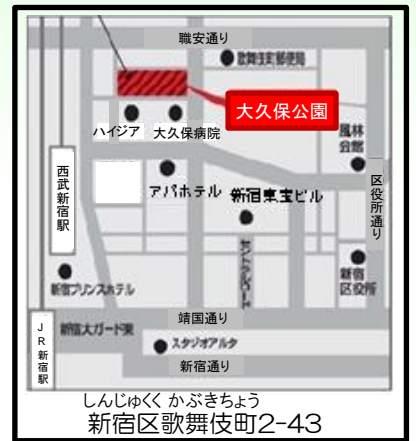 職安通り
歌舞伎町郵便局
大久保公園
ハイジア
大久保病院
風林
会館
西武新宿駅
アパホテル
新宿東宝ビル
区役所通り
セントラルロード
新宿プリンスホテル
新宿
区役所
靖国通り
JR新宿駅
新宿大ガード東
スタジオアルタ
新宿通り
しんじゅくく かぶきちょう
新宿区歌舞伎町2-43